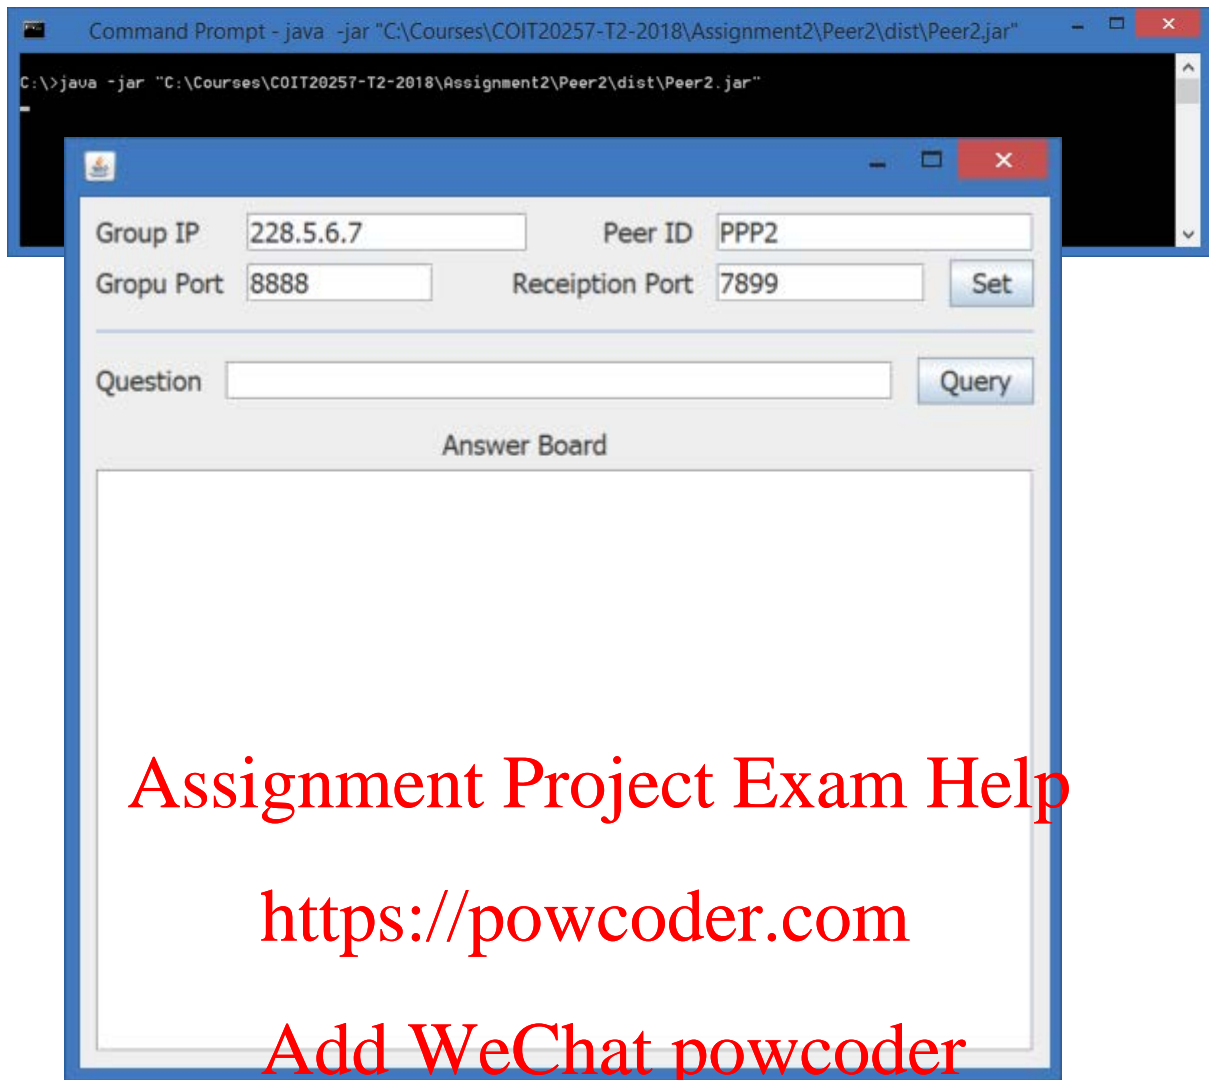 Command Prompt - java -jar "C:\Courses\COIT20257-T2-2018\Assignment2\Peer2\dist\Peer2.jar"
C:\>java -jar "C:\Courses\COIT20257-T2-2018\Assignment2\Peer2\dist\Peer2.jar"
Group IP 228.5.6.7 Peer ID PPP2
Gropu Port 8888 Receiption Port 7899 Set
Question Query
Answer Board
Assignment Project Exam Help
https://powcoder.com
Add WeChat powcoder